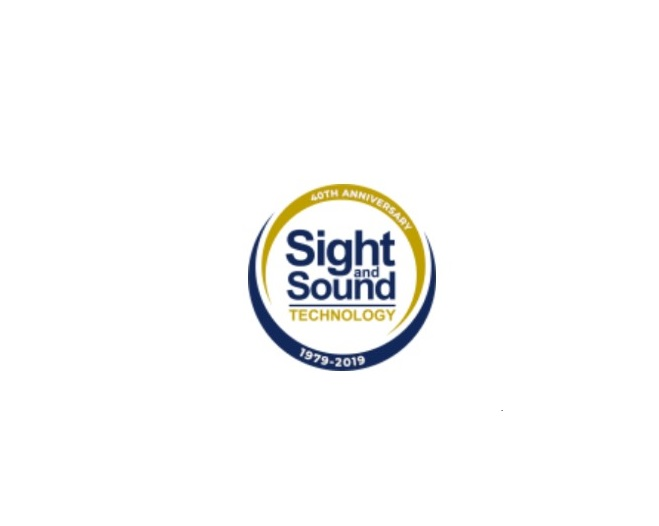 40TH ANNIVERSARY
Sight
and
Sound
TECHNOLOGY
1979-2019